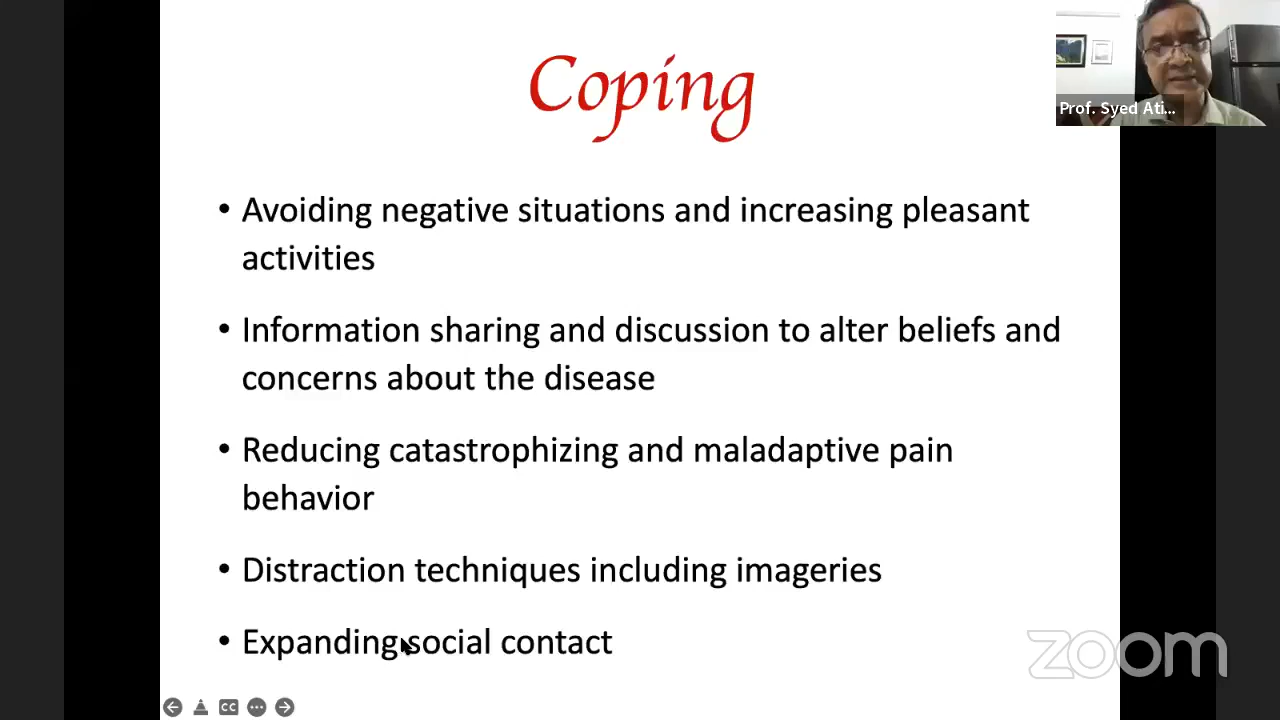 Coping
Prof. Syed Ati...
• Avoiding negative situations and increasing pleasant
activities
• Information sharing and discussion to alter beliefs and
concerns about the disease
• Reducing catastrophizing and maladaptive pain
behavior
• Distraction techniques including imageries
• Expanding social contact
zoom
CC